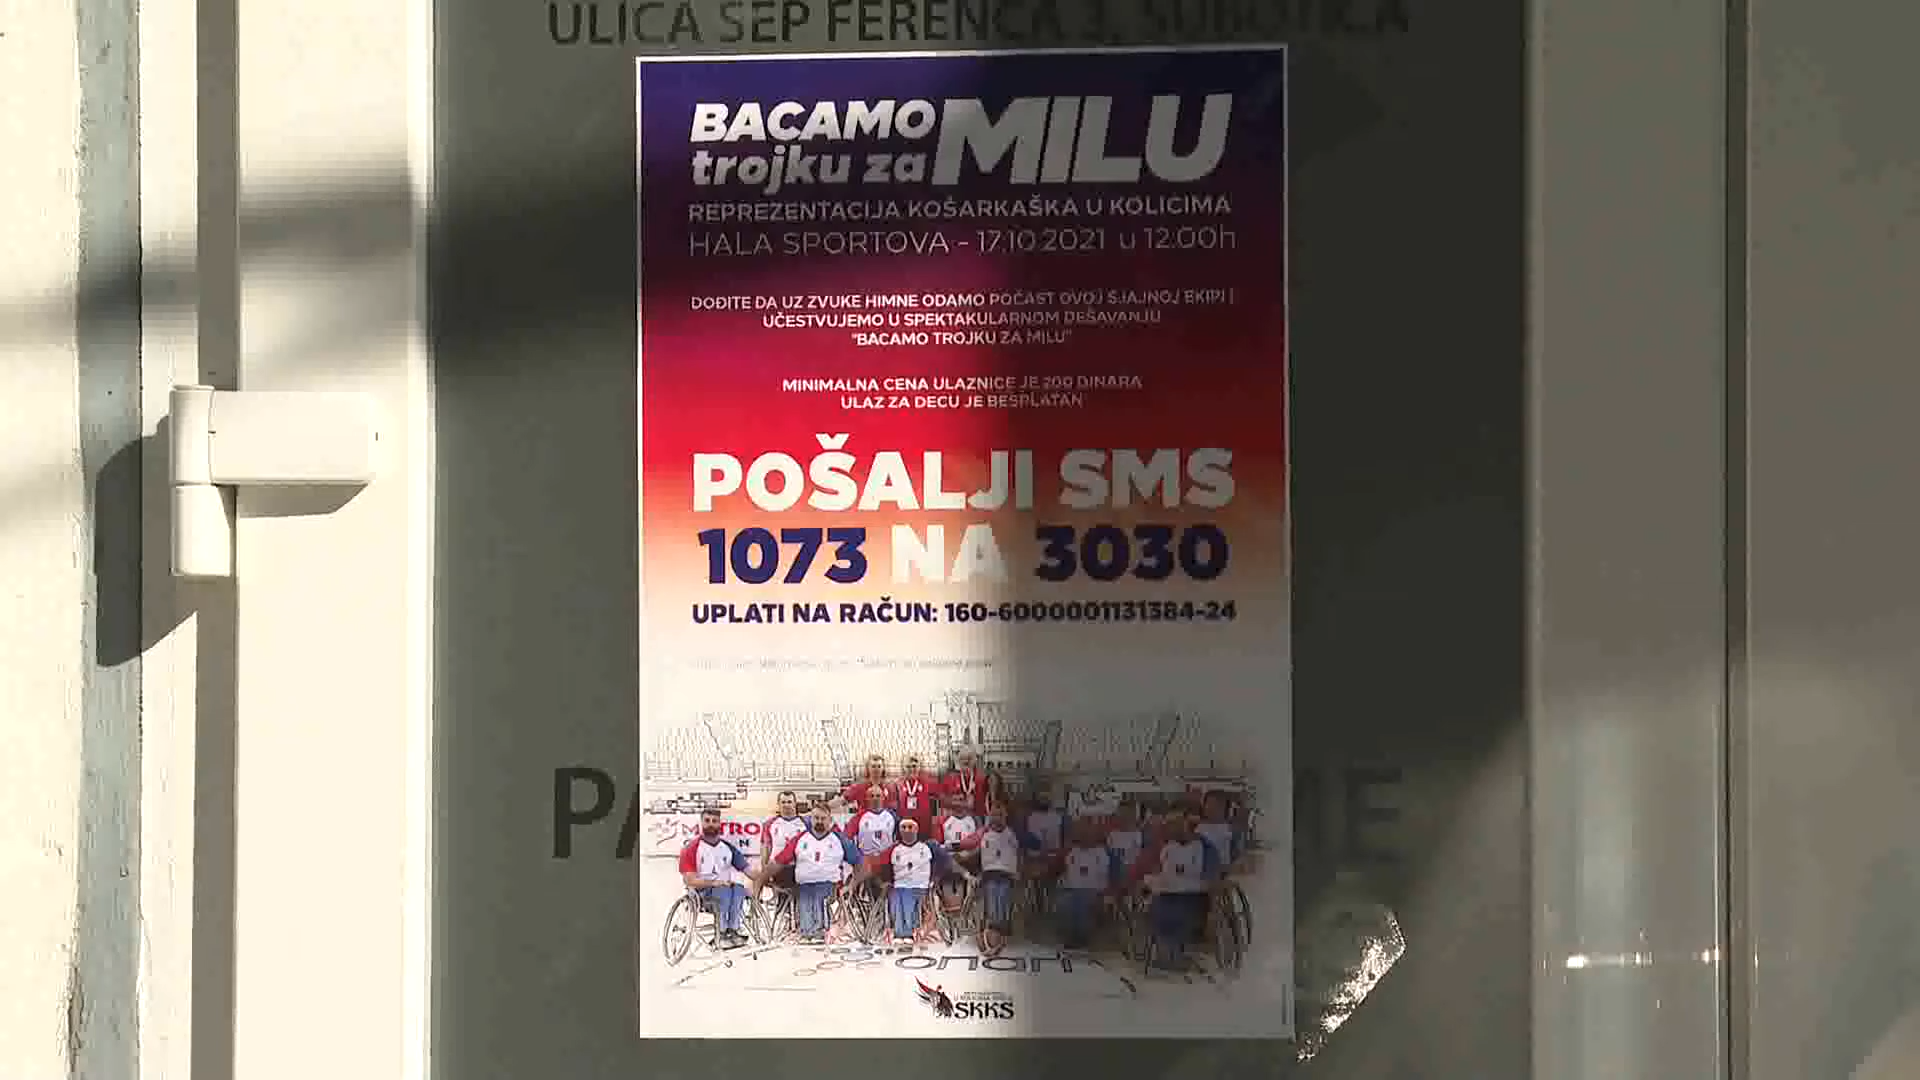 ULICA ŠEP FERENCA 3, SUBOTICA
BACAMO
trojku za
MILU
REPREZENTACIJA KOŠARKAŠKA U KOLICIMA
HALA SPORTOVA - 17.10.2021 u 12:00h
DOĐITE DA UZ ZVUKE HIMNE ODAMO POČAST OVOJ SJAJNOJ EKIPI I
UČESTVUJEMO U SPEKTAKULARNOM DEŠAVANJU
"BACAMO TROJKU ZA MILU"
MINIMALNA CENA ULAZNICE JE 200 DINARA
ULAZ ZA DECU JE BESPLATAN
POŠALJI SMS
1073 NA 3030
UPLATI NA RAČUN: 160-6000001131384-24
SKKS